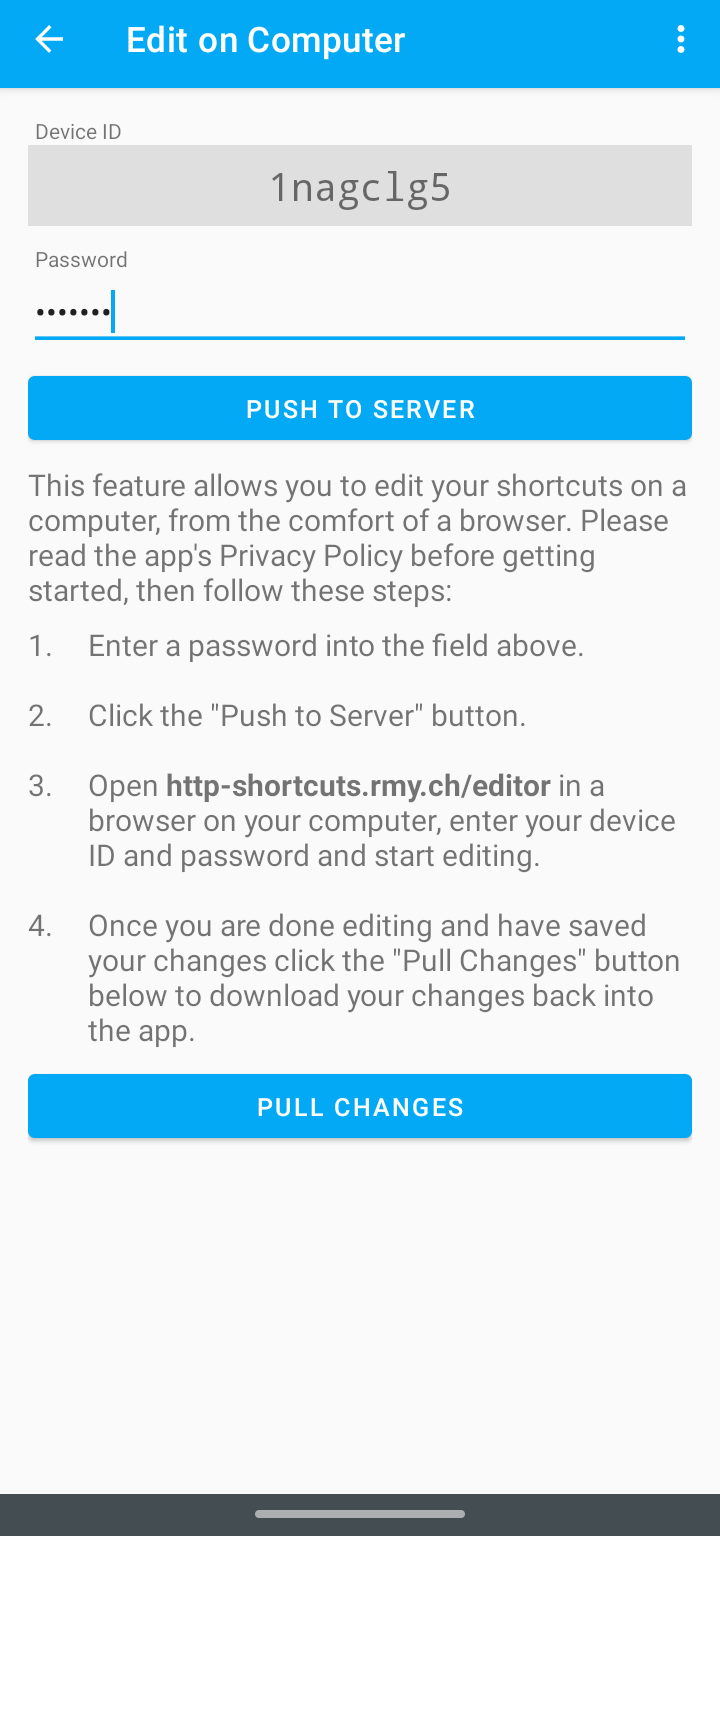 Edit on Computer
Device ID
1nagclg5
Password
•••••••
PUSH TO SERVER
This feature allows you to edit your shortcuts on a
computer, from the comfort of a browser. Please
read the app's Privacy Policy before getting
started, then follow these steps:
1. Enter a password into the field above.
2. Click the "Push to Server" button.
3. Open http-shortcuts.rmy.ch/editor in a
browser on your computer, enter your device
ID and password and start editing.
4. Once you are done editing and have saved
your changes click the "Pull Changes" button
below to download your changes back into
the app.
PULL CHANGES